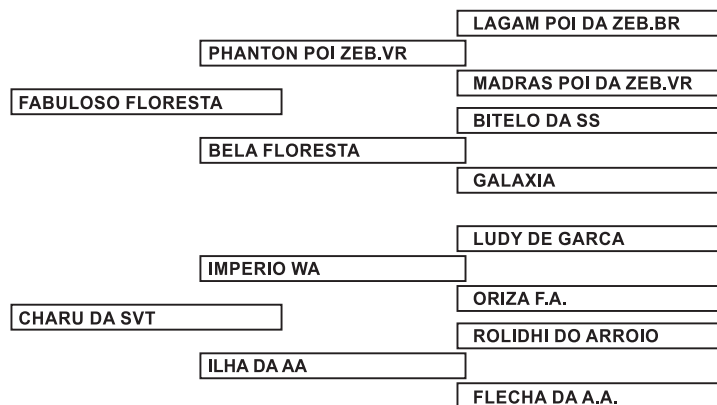 LAGAM POI DA ZEB.BR
PHANTON POI ZEB.VR
MADRAS POI DA ZEB.VR
FABULOSO FLORESTA
BITELO DA SS
BELA FLORESTA
GALAXIA
LUDY DE GARCA
IMPERIO WA
ORIZA F.A.
CHARU DA SVT
ROLIDHI DO ARROIO
ILHA DA AA
FLECHA DA A.A.